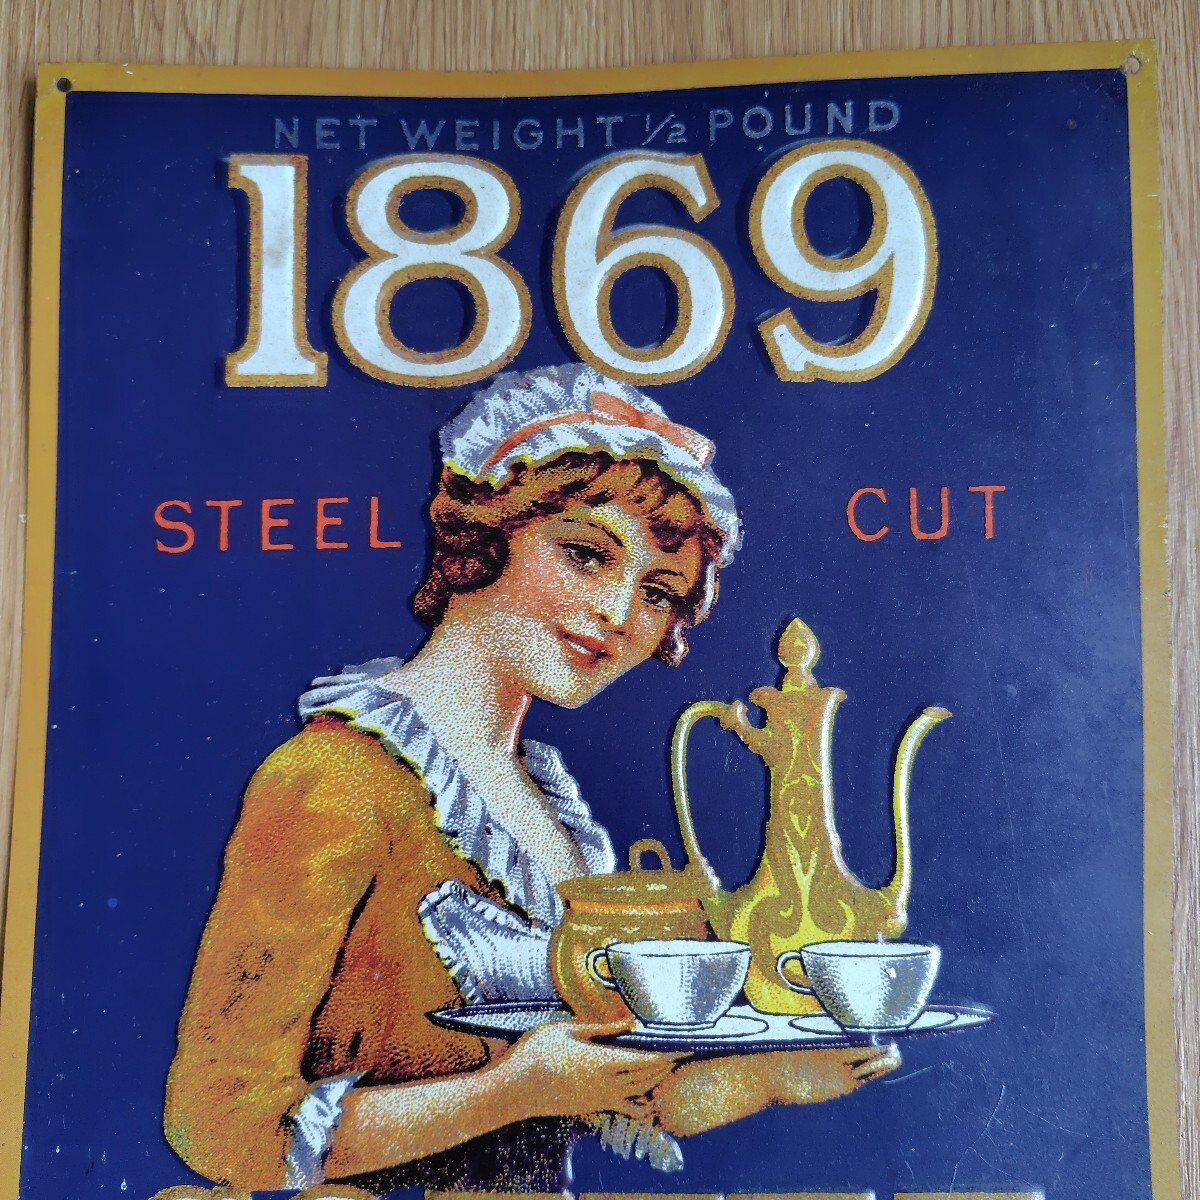 NET WEIGHT 1/2 POUND
1869
STEEL CUT